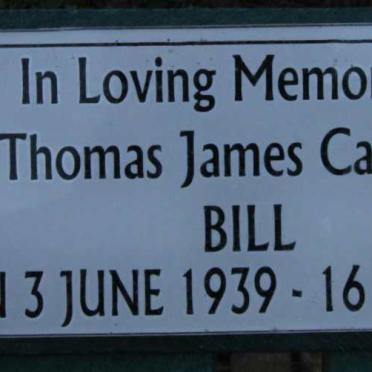 In Loving Memo
Thomas James Ca
BILL
3 JUNE 1939 - 16